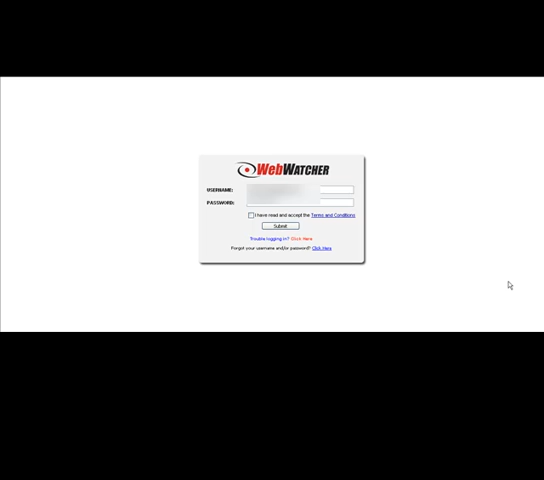 WebWatcher
USERNAME:
PASSWORD:
I have read and accept the Terms and Conditions
Submit
Trouble logging in? Click Here
Forgot your username and/or password? Click Here